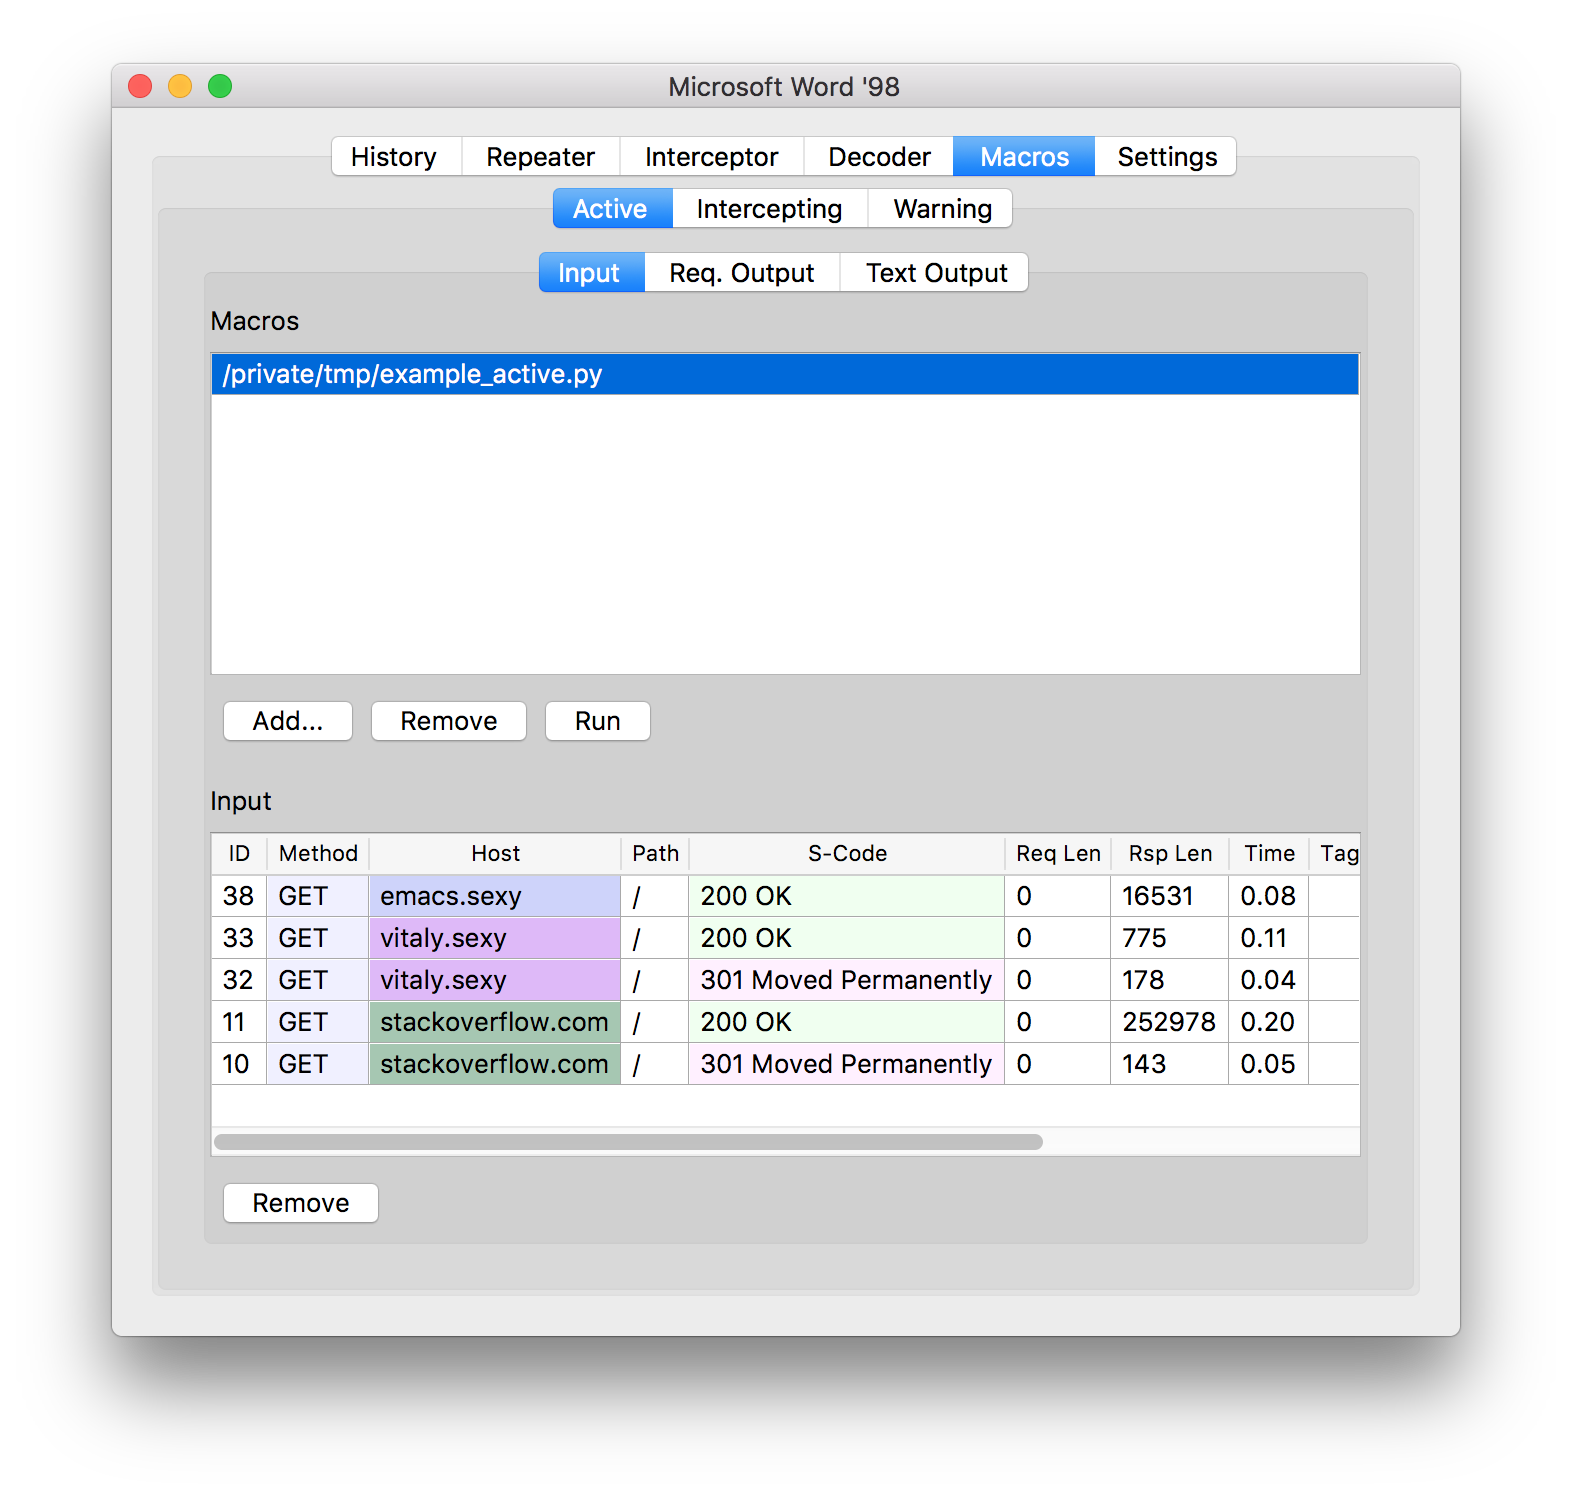 Microsoft Word '98
History Repeater Interceptor Decoder Macros Settings
Active Intercepting Warning
Input Req. Output Text Output
Macros
/private/tmp/example_active.py
Add... Remove Run
Input
ID Method Host Path S-Code Req Len Rsp Len Time Tag
38 GET emacs.sexy / 200 OK 0 16531 0.08
33 GET vitaly.sexy / 200 OK 0 775 0.11
32 GET vitaly.sexy / 301 Moved Permanently 0 178 0.04
11 GET stackoverflow.com / 200 OK 0 252978 0.20
10 GET stackoverflow.com / 301 Moved Permanently 0 143 0.05
Remove